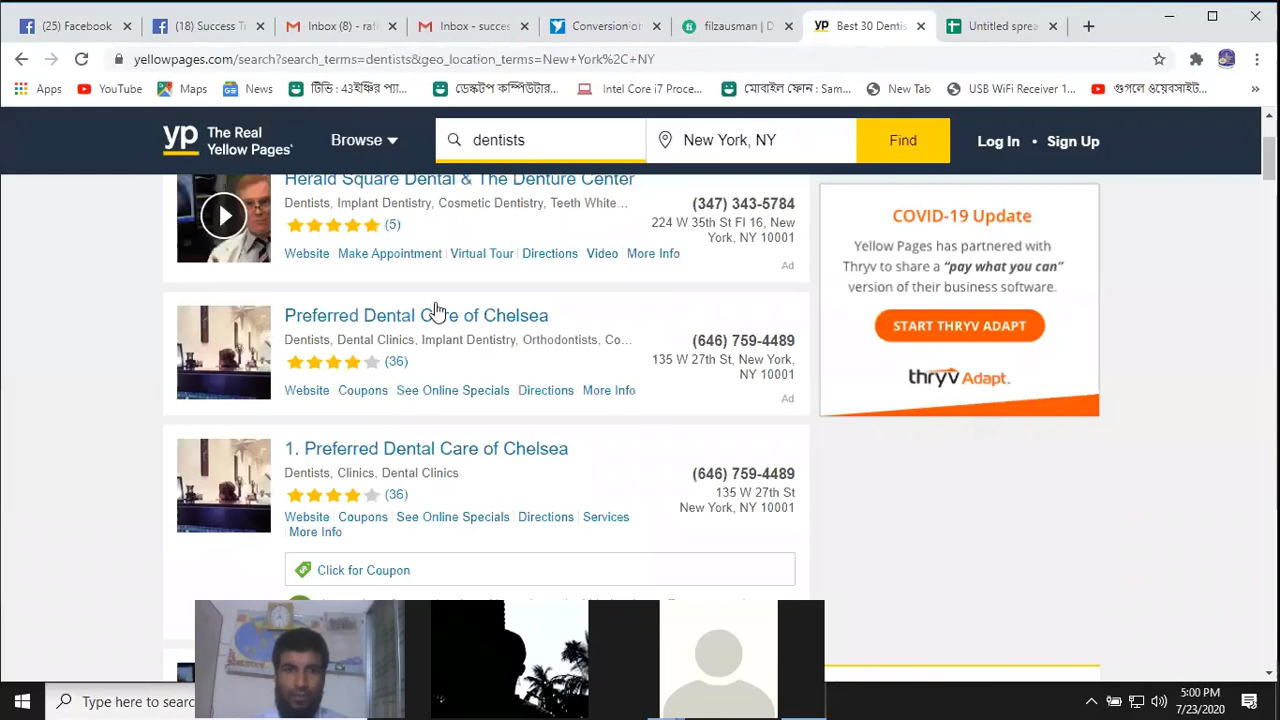 (25) Facebook
(18) Success T
Inbox (8) - rafi
Inbox - succes
Conversion
filzausman | D
Best 30 Dentis
Untitled sprea
yellowpages.com/search?search_terms=dentists&geo_location_terms=New+York%2C+NY
Apps
YouTube
Maps
News
টিভি : 43ইঞ্চির প্যা...
ডেস্কটপ কম্পিউটার...
Intel Core i7 Proce...
মোবাইল ফোন : Sam...
New Tab
USB WiFi Receiver 1...
গুগলে ওয়েবসাইট...
yp The Real Yellow Pages
Browse
dentists
New York, NY
Find
Log In • Sign Up
Herald Square Dental & The Denture Center
Dentists, Implant Dentistry, Cosmetic Dentistry, Teeth White...
(5)
Website Make Appointment Virtual Tour Directions Video More Info
(347) 343-5784
224 W 35th St Fl 16, New
York, NY 10001
Ad
Preferred Dental Care of Chelsea
Dentists, Dental Clinics, Implant Dentistry, Orthodontists, Co...
(36)
Website Coupons See Online Specials Directions More Info
(646) 759-4489
135 W 27th St, New York,
NY 10001
Ad
1. Preferred Dental Care of Chelsea
Dentists, Clinics, Dental Clinics
(36)
Website Coupons See Online Specials Directions Services
More Info
(646) 759-4489
135 W 27th St
New York, NY 10001
Click for Coupon
COVID-19 Update
Yellow Pages has partnered with
Thryv to share a “pay what you can”
version of their business software.
START THRYV ADAPT
thryv Adapt.
Type here to searc
5:00 PM
7/23/2020